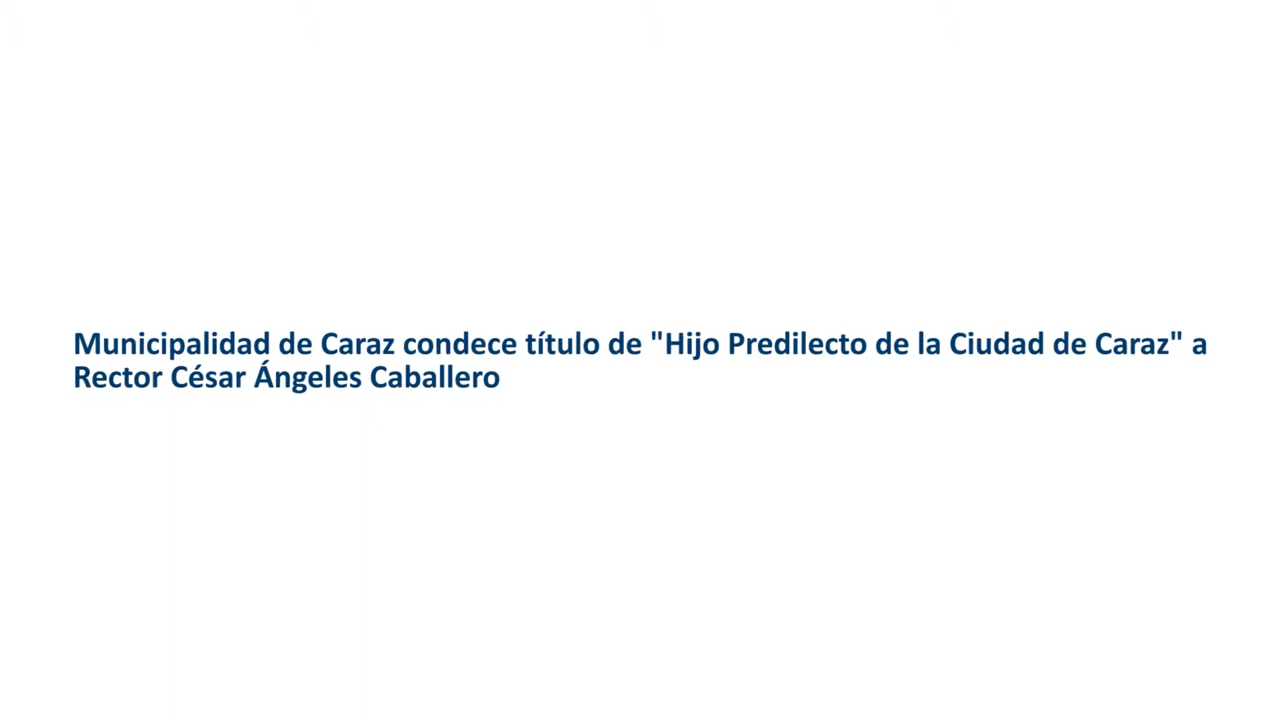 Municipalidad de Caraz condece título de "Hijo Predilecto de la Ciudad de Caraz" a
Rector César Ángeles Caballero